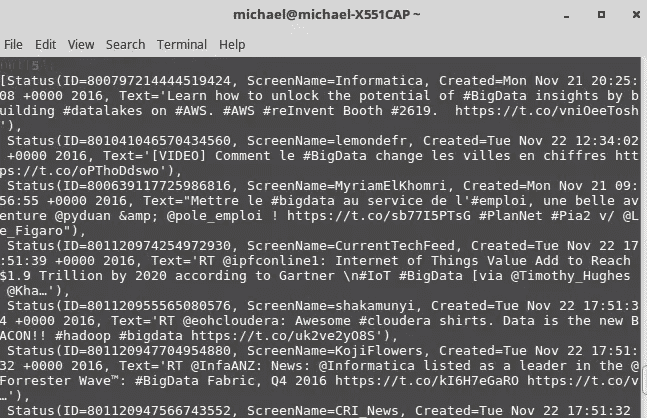 michael@michael-X551CAP ~
File Edit View Search Terminal Help
[Status(ID=800797214444519424, ScreenName=Informatica, Created=Mon Nov 21 20:25:
08 +0000 2016, Text='Learn how to unlock the potential of #BigData insights by b
uilding #datalakes on #AWS. #AWS #reInvent Booth #2619.  https://t.co/vniOeeTosh
'),
 Status(ID=801041046570434560, ScreenName=lemondefr, Created=Tue Nov 22 12:34:02
 +0000 2016, Text='[VIDEO] Comment le #BigData change les villes en chiffres htt
ps://t.co/oPThoDdswo'),
 Status(ID=800639117725986816, ScreenName=MyriamElKhomri, Created=Mon Nov 21 09:
56:55 +0000 2016, Text="Mettre le #bigdata au service de l'#emploi, une belle av
enture @pyduan &amp; @pole_emploi ! https://t.co/sb77I5PTsG #PlanNet #Pia2 v/ @L
e_Figaro"),
 Status(ID=801120974254972930, ScreenName=CurrentTechFeed, Created=Tue Nov 22 17
:51:39 +0000 2016, Text='RT @ipfconline1: Internet of Things Value Add to Reach 
$1.9 Trillion by 2020 according to Gartner \n#IoT #BigData [via @Timothy_Hughes
 @Kha…'),
 Status(ID=801120955565080576, ScreenName=shakamunyi, Created=Tue Nov 22 17:51:3
4 +0000 2016, Text='RT @eohcloudera: Awesome #cloudera shirts. Data is the new B
ACON!! #hadoop #bigdata https://t.co/uk2ve2yO8S'),
 Status(ID=801120947704954880, ScreenName=KojiFlowers, Created=Tue Nov 22 17:51:
32 +0000 2016, Text='RT @InfaANZ: News: @Informatica listed as a leader in the @
Forrester Wave™: #BigData Fabric, Q4 2016 https://t.co/kI6H7eGaRO https://t.co/v
…'),
 Status(ID=801120947566743552, ScreenName=CRI_News, Created=Tue Nov 22 17:51:32